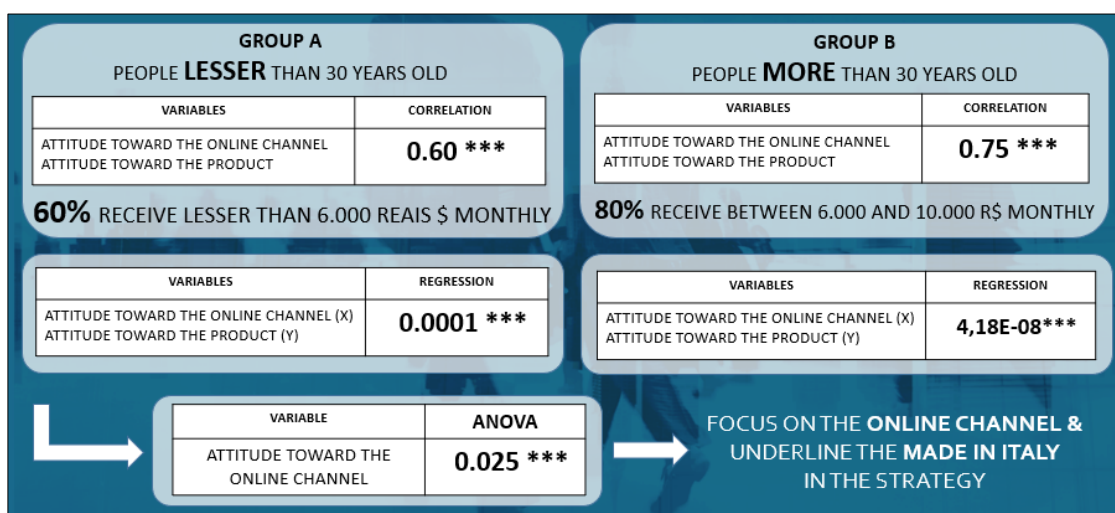 GROUP A
PEOPLE LESSER THAN 30 YEARS OLD
VARIABLES CORRELATION
ATTITUDE TOWARD THE ONLINE CHANNEL
ATTITUDE TOWARD THE PRODUCT
0.60 ***
60% RECEIVE LESSER THAN 6.000 REAIS $ MONTHLY
VARIABLES REGRESSION
ATTITUDE TOWARD THE ONLINE CHANNEL (X)
ATTITUDE TOWARD THE PRODUCT (Y)
0.0001 ***
GROUP B
PEOPLE MORE THAN 30 YEARS OLD
VARIABLES CORRELATION
ATTITUDE TOWARD THE ONLINE CHANNEL
ATTITUDE TOWARD THE PRODUCT
0.75 ***
80% RECEIVE BETWEEN 6.000 AND 10.000 R$ MONTHLY
VARIABLES REGRESSION
ATTITUDE TOWARD THE ONLINE CHANNEL (X)
ATTITUDE TOWARD THE PRODUCT (Y)
4,18E-08***
VARIABLE ANOVA
ATTITUDE TOWARD THE
ONLINE CHANNEL
0.025 ***
FOCUS ON THE ONLINE CHANNEL &
UNDERLINE THE MADE IN ITALY
IN THE STRATEGY